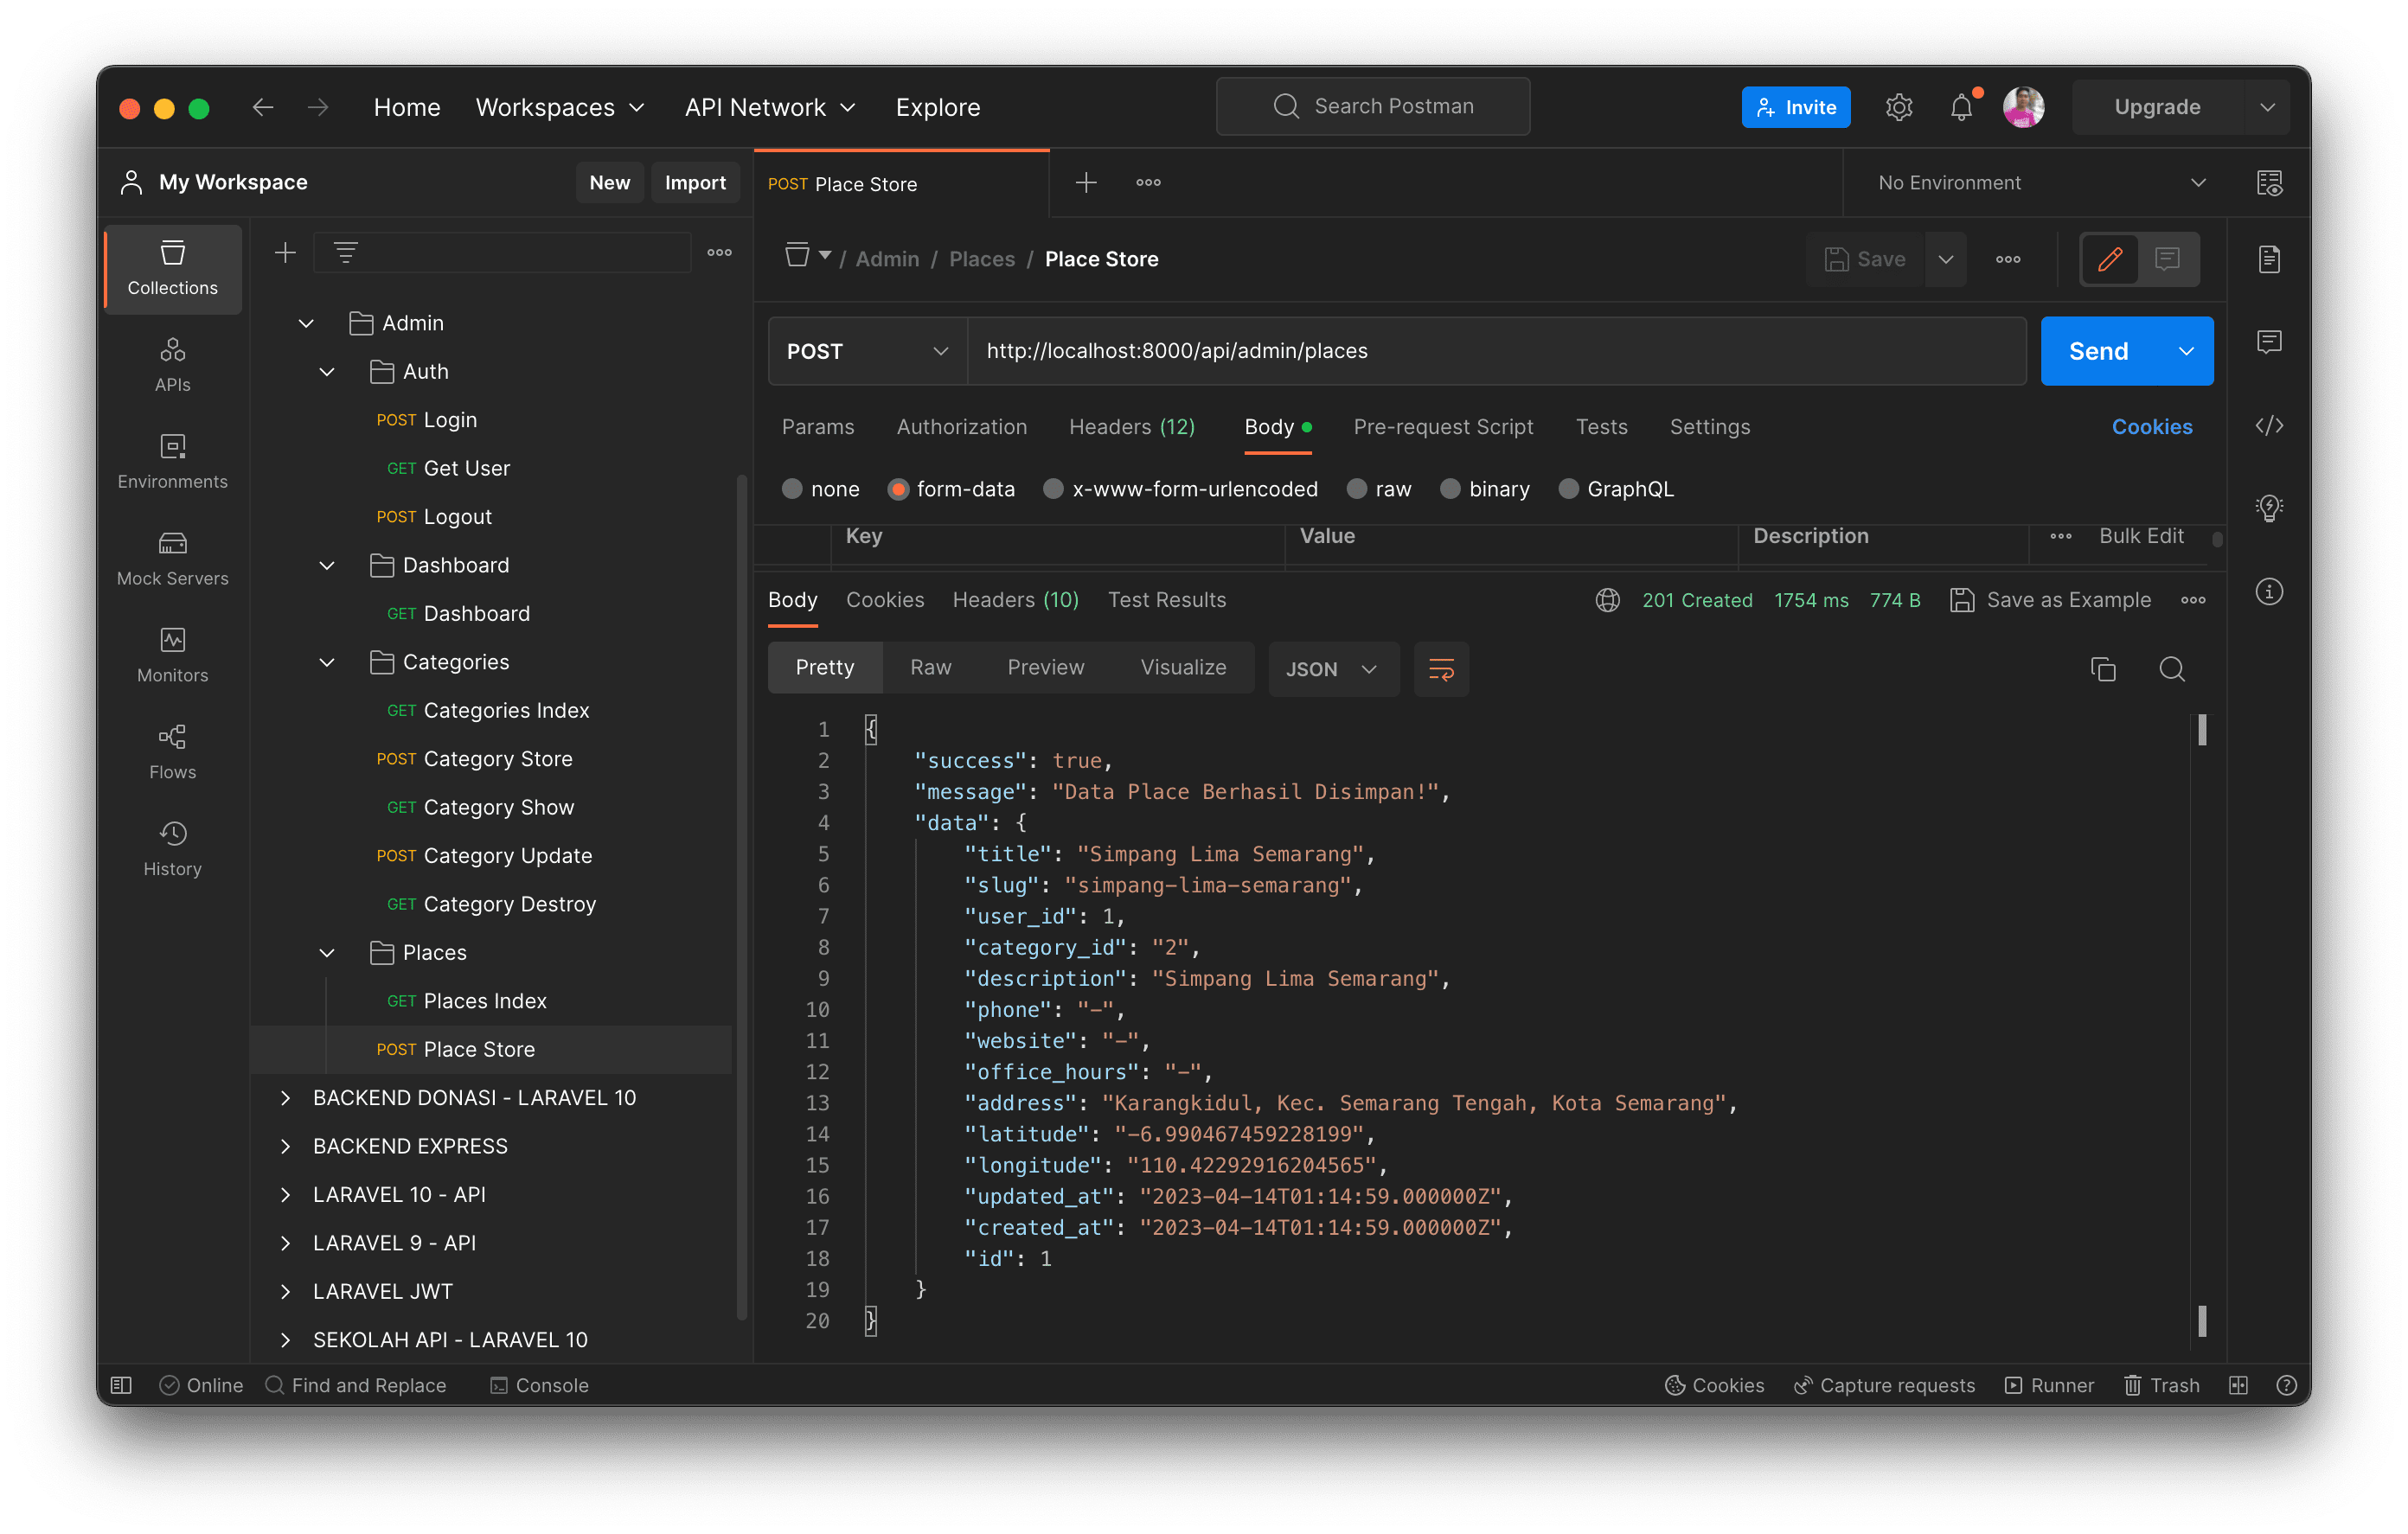 Home Workspaces API Network Explore Search Postman Invite Upgrade
My Workspace New Import POST Place Store No Environment
Collections
APIs
Environments
Mock Servers
Monitors
Flows
History
Admin
Auth
POST Login
GET Get User
POST Logout
Dashboard
GET Dashboard
Categories
GET Categories Index
POST Category Store
GET Category Show
POST Category Update
GET Category Destroy
Places
GET Places Index
POST Place Store
BACKEND DONASI - LARAVEL 10
BACKEND EXPRESS
LARAVEL 10 - API
LARAVEL 9 - API
LARAVEL JWT
SEKOLAH API - LARAVEL 10
/ Admin / Places / Place Store Save
POST http://localhost:8000/api/admin/places Send
Params Authorization Headers (12) Body Pre-request Script Tests Settings Cookies
none form-data x-www-form-urlencoded raw binary GraphQL
Key Value Description Bulk Edit
Body Cookies Headers (10) Test Results 201 Created 1754 ms 774 B Save as Example
Pretty Raw Preview Visualize JSON
1 {
2 "success": true,
3 "message": "Data Place Berhasil Disimpan!",
4 "data": {
5 "title": "Simpang Lima Semarang",
6 "slug": "simpang-lima-semarang",
7 "user_id": 1,
8 "category_id": "2",
9 "description": "Simpang Lima Semarang",
10 "phone": "-",
11 "website": "-",
12 "office_hours": "-",
13 "address": "Karangkidul, Kec. Semarang Tengah, Kota Semarang",
14 "latitude": "-6.990467459228199",
15 "longitude": "110.42292916204565",
16 "updated_at": "2023-04-14T01:14:59.000000Z",
17 "created_at": "2023-04-14T01:14:59.000000Z",
18 "id": 1
19 }
20 }
Online Find and Replace Console Cookies Capture requests Runner Trash